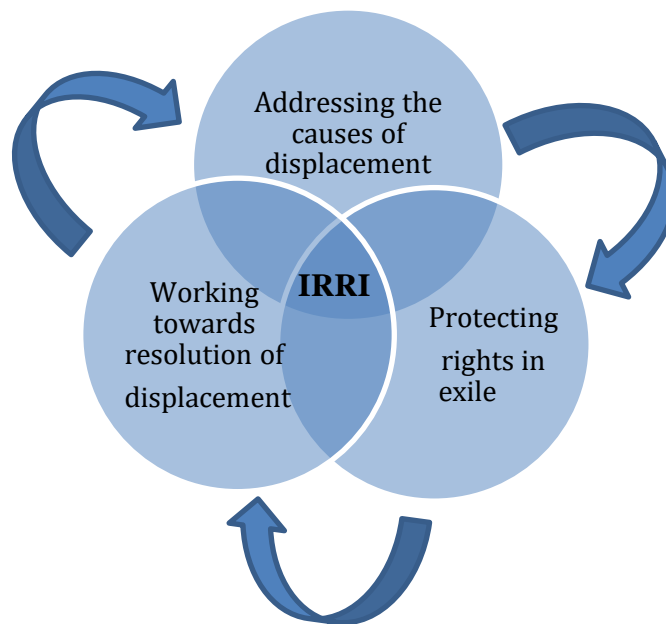 Addressing the
causes of
displacement
IRRI
Working
towards
resolution of
displacement
Protecting
rights in
exile